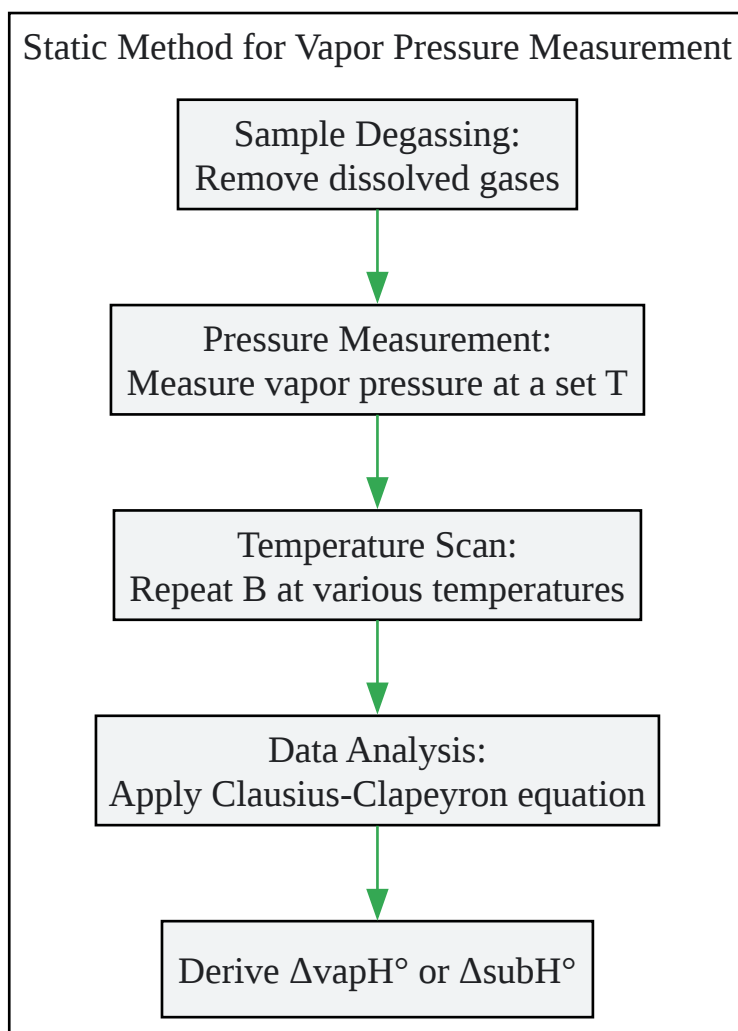 Static Method for Vapor Pressure Measurement
Sample Degassing:
Remove dissolved gases
Pressure Measurement:
Measure vapor pressure at a set T
Temperature Scan:
Repeat B at various temperatures
Data Analysis:
Apply Clausius-Clapeyron equation
Derive ΔvapH° or ΔsubH°